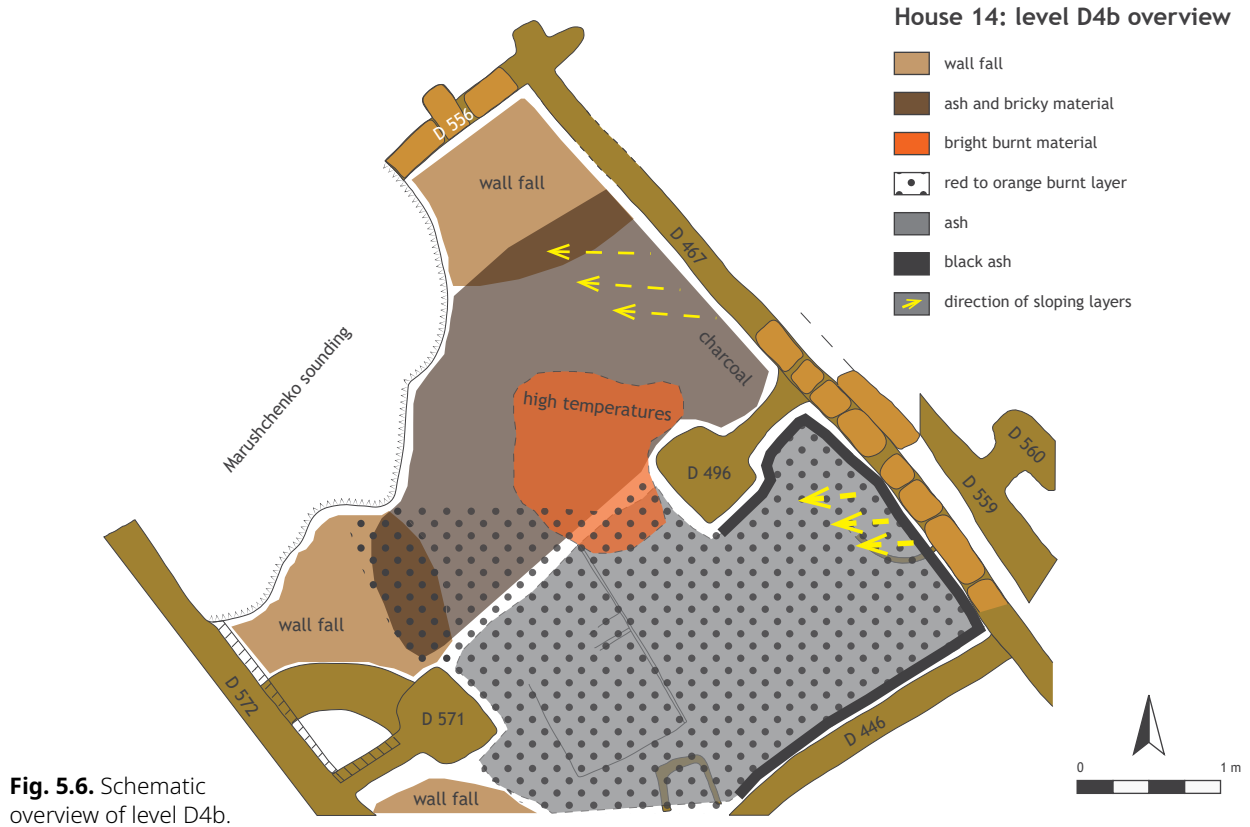 House 14: level D4b overview
wall fall
ash and bricky material
bright burnt material
red to orange burnt layer
ash
black ash
direction of sloping layers
D 556
wall fall
D 467
charcoal
Marushchenko sounding
high temperatures
D 496
D 560
D 559
wall fall
D 572
D 571
D 446
wall fall
0 1 m
Fig. 5.6. Schematic
overview of level D4b.